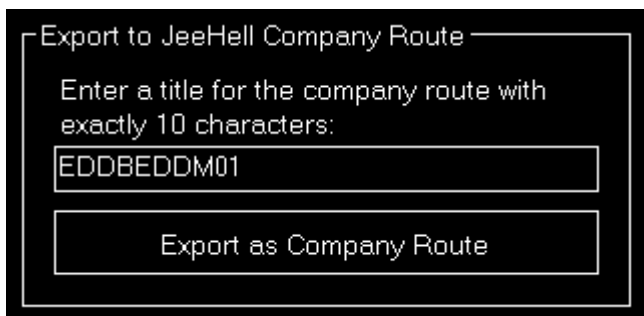 Export to JeeHell Company Route
Enter a title for the company route with
exactly 10 characters:
EDDBEDDM01
Export as Company Route